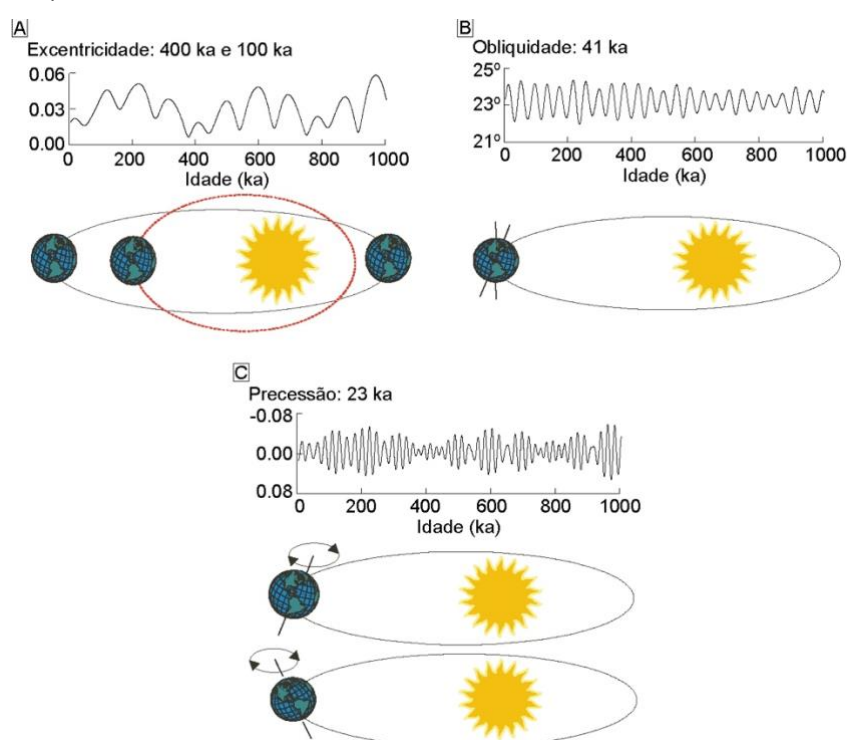 A
Excentricidade: 400 ka e 100 ka
0.06
0.03
0.00
0 200 400 600 800 1000
Idade (ka)
B
Obliquidade: 41 ka
25º
23º
21º
0 200 400 600 800 1000
Idade (ka)
C
Precessão: 23 ka
-0.08
0.00
0.08
0 200 400 600 800 1000
Idade (ka)